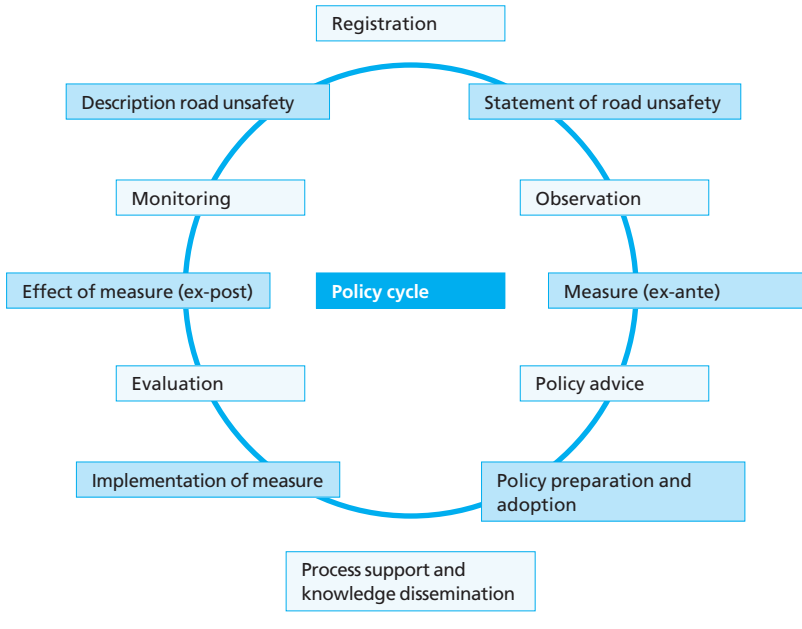 Registration
Description road unsafety
Statement of road unsafety
Monitoring
Observation
Effect of measure (ex-post)
Policy cycle
Measure (ex-ante)
Evaluation
Policy advice
Implementation of measure
Policy preparation and
adoption
Process support and
knowledge dissemination